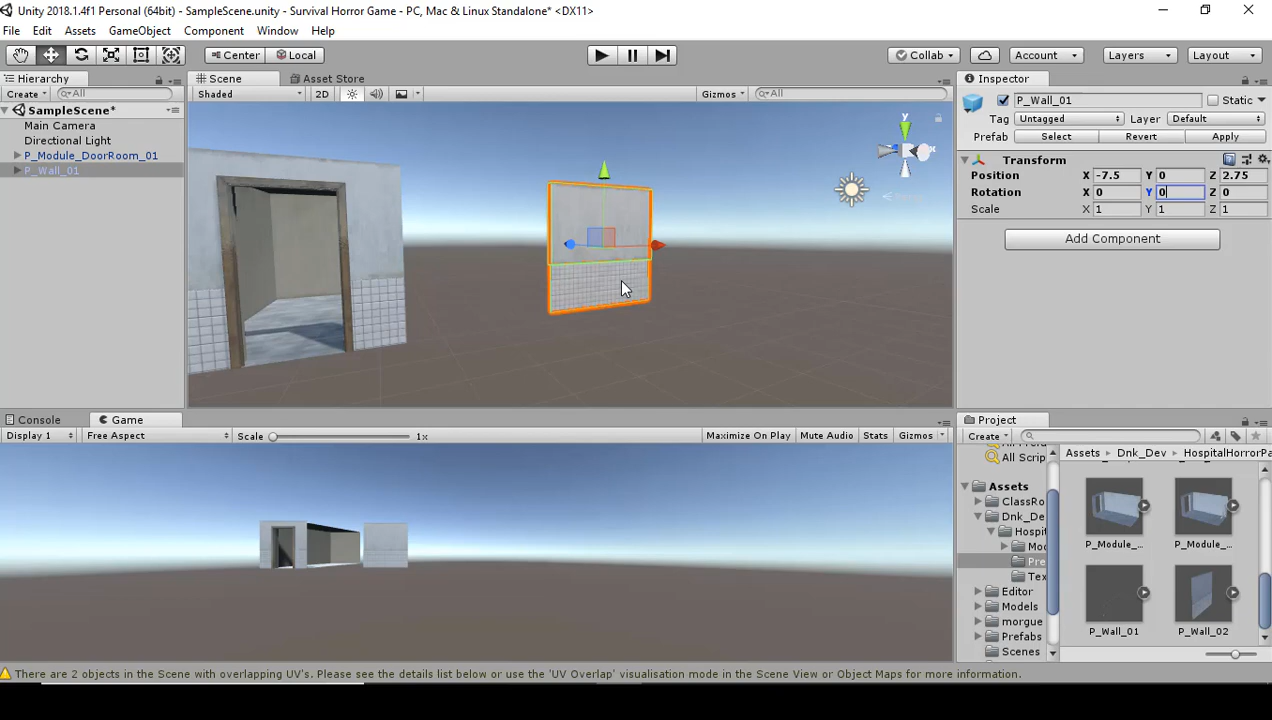 Unity 2018.1.4f1 Personal (64bit) - SampleScene.unity - Survival Horror Game - PC, Mac & Linux Standalone* <DX11>
File Edit Assets GameObject Component Window Help
Center Local Collab Account Layers Layout
Hierarchy
Create All
SampleScene*
Main Camera
Directional Light
P_Module_DoorRoom_01
P_Wall_01
Scene Asset Store
Shaded 2D Gizmos All
y
x
Inspector
P_Wall_01 Static
Tag Untagged Layer Default
Prefab Select Revert Apply
Transform
Position X -7.5 Y 0 Z 2.75
Rotation X 0 Y 0 Z 0
Scale X 1 Y 1 Z 1
Add Component
Console Game
Display 1 Free Aspect Scale 1x Maximize On Play Mute Audio Stats Gizmos
Project
Create
All Scrip
Assets
ClassRo
Dnk_De
Hospit
Mod
Pre
Tex
Editor
Models
morgue
Prefabs
Scenes
Assets Dnk_Dev HospitalHorrorPa
P_Module_... P_Module_...
P_Wall_01 P_Wall_02
There are 2 objects in the Scene with overlapping UV's. Please see the details list below or use the 'UV Overlap' visualisation mode in the Scene View or Object Maps for more information.